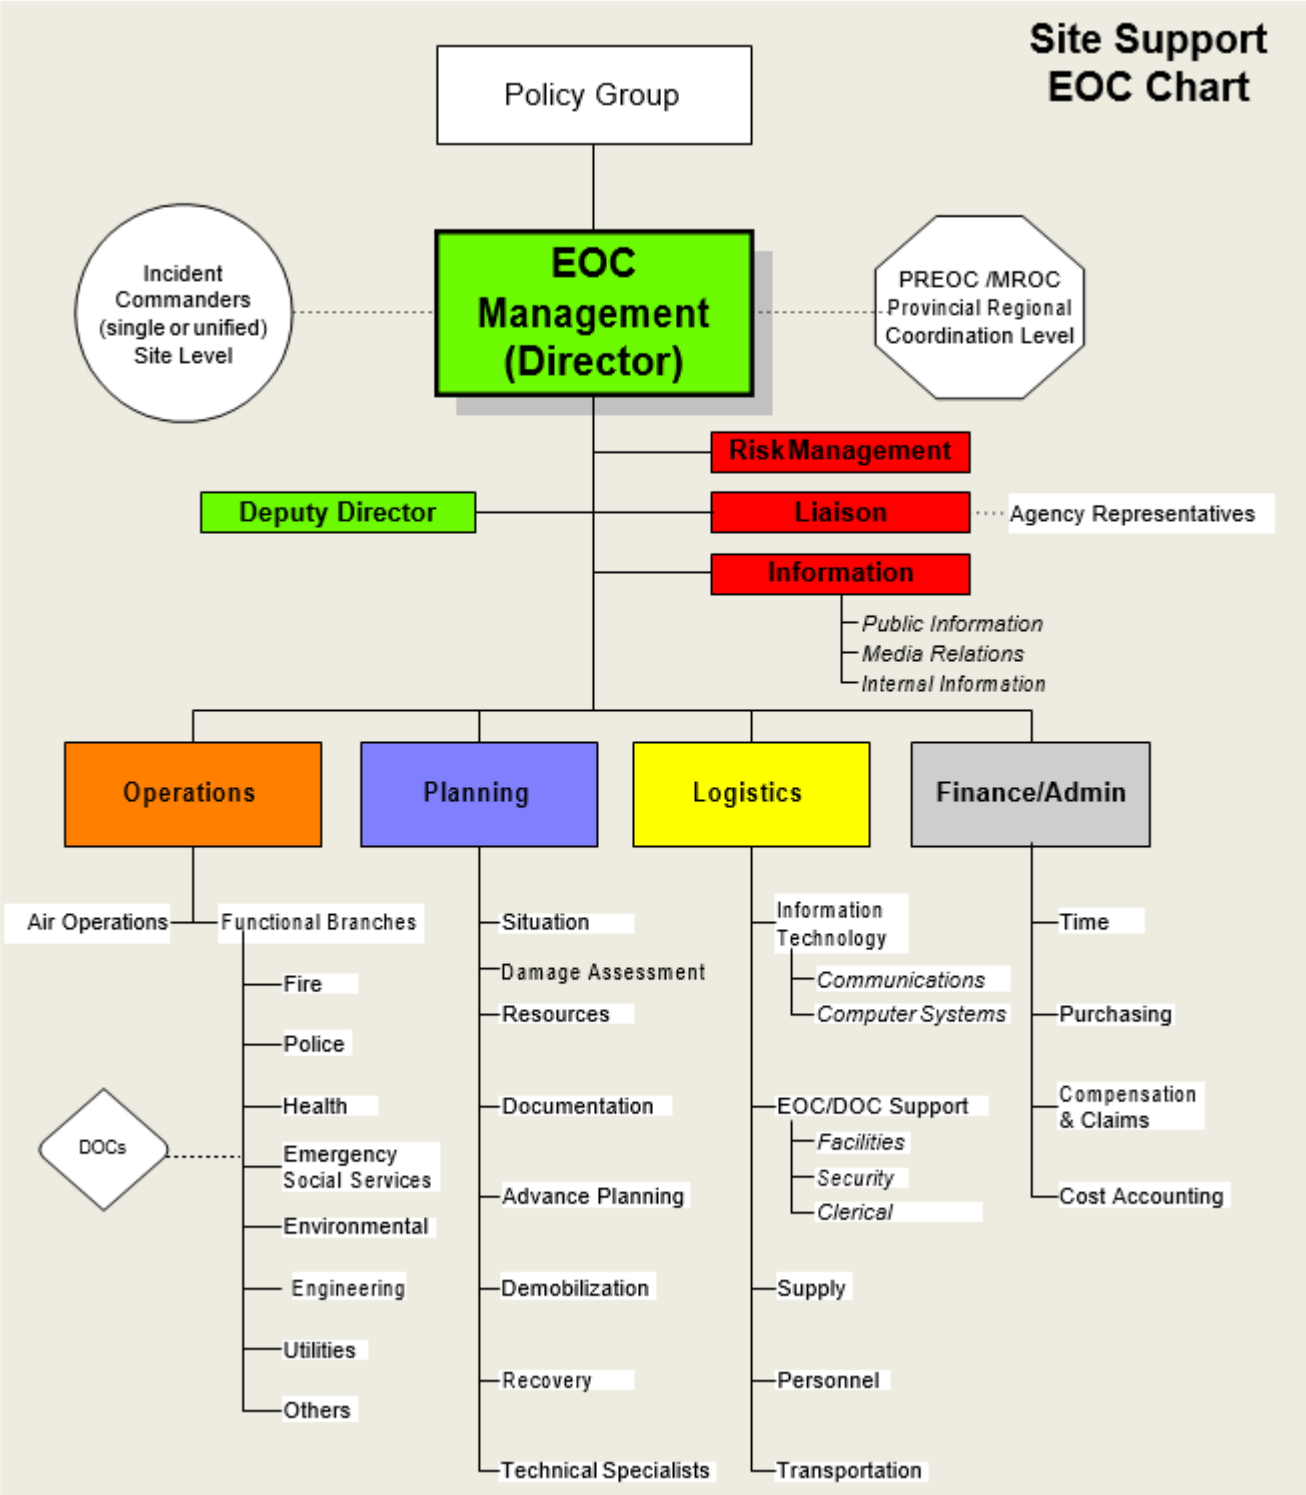 Site Support
EOC Chart
Policy Group
Incident
Commanders
(single or unified)
Site Level
EOC
Management
(Director)
PREOC /MROC
Provincial Regional
Coordination Level
Risk Management
Deputy Director
Liaison
Agency Representatives
Information
Public Information
Media Relations
Internal Information
Operations
Planning
Logistics
Finance/Admin
Air Operations
Functional Branches
Fire
Police
Health
Emergency
Social Services
Environmental
Engineering
Utilities
Others
DOCs
Situation
Damage Assessment
Resources
Documentation
Advance Planning
Demobilization
Recovery
Technical Specialists
Information
Technology
Communications
Computer Systems
EOC/DOC Support
Facilities
Security
Clerical
Supply
Personnel
Transportation
Time
Purchasing
Compensation
& Claims
Cost Accounting